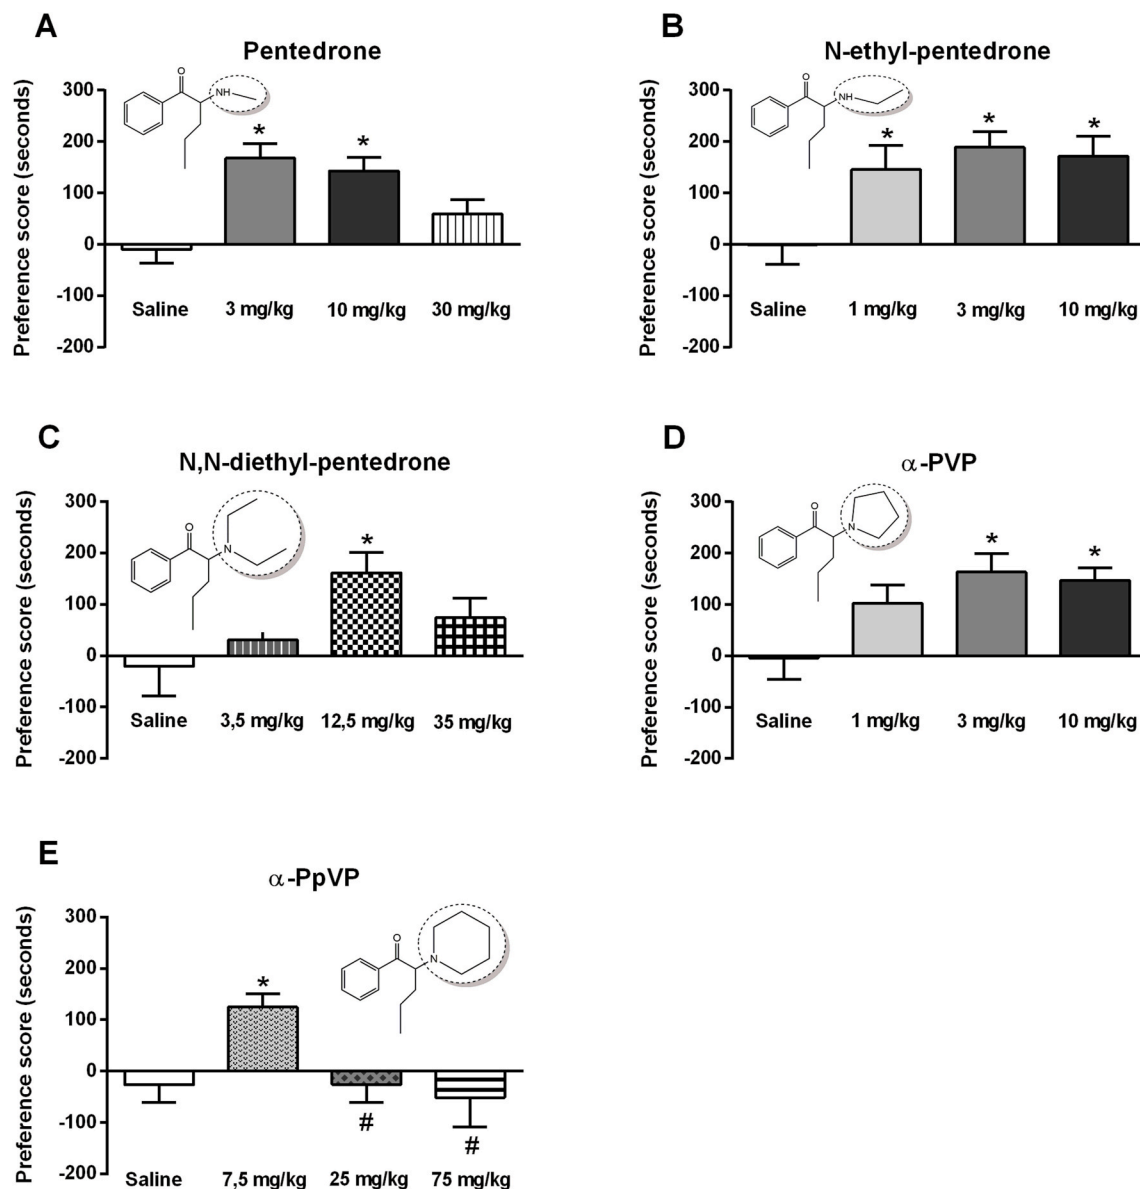 A
Pentedrone
Preference score (seconds)
300
200
100
0
-100
-200
O
NH
*
*
Saline
3 mg/kg
10 mg/kg
30 mg/kg
B
N-ethyl-pentedrone
Preference score (seconds)
300
200
100
0
-100
-200
O
NH
*
*
*
Saline
1 mg/kg
3 mg/kg
10 mg/kg
C
N,N-diethyl-pentedrone
Preference score (seconds)
300
200
100
0
-100
-200
O
N
*
Saline
3,5 mg/kg
12,5 mg/kg
35 mg/kg
D
α-PVP
Preference score (seconds)
300
200
100
0
-100
-200
O
N
*
*
Saline
1 mg/kg
3 mg/kg
10 mg/kg
E
α-PpVP
Preference score (seconds)
300
200
100
0
-100
-200
O
N
*
#
#
Saline
7,5 mg/kg
25 mg/kg
75 mg/kg